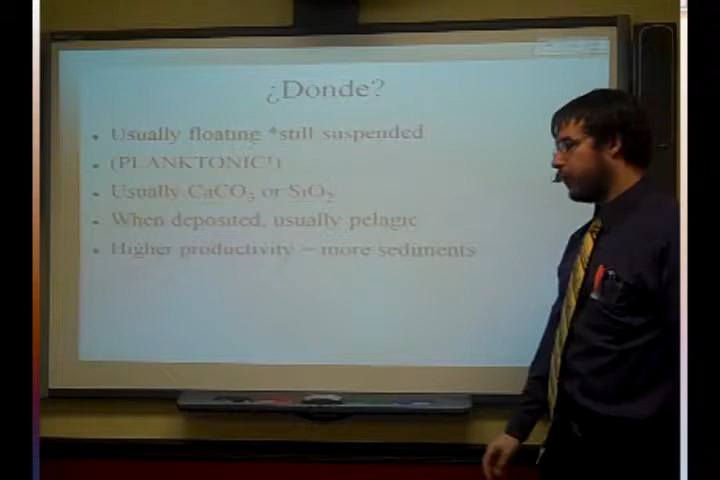 ¿Donde?
Usually floating *still suspended
(PLANKTONIC!)
Usually CaCO₃ or SiO₂
When deposited, usually pelagic
Higher productivity = more sediments